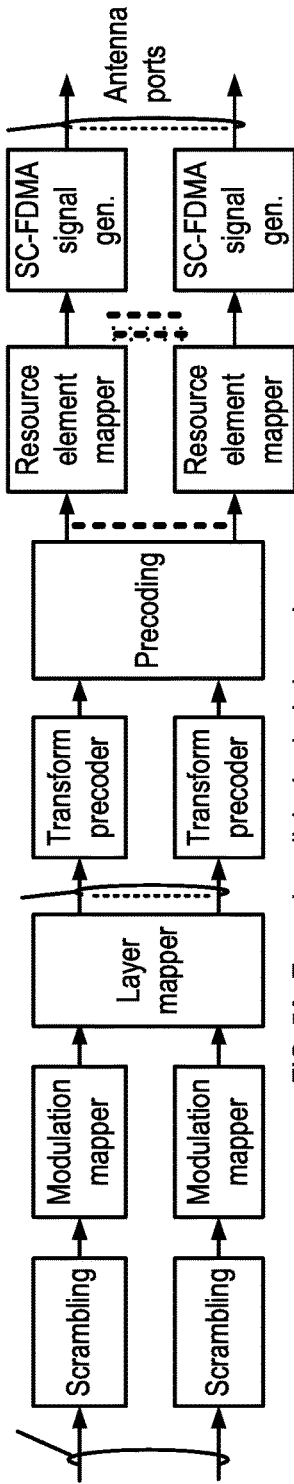 Scrambling
Scrambling
Modulation
mapper
Modulation
mapper
Layer
mapper
Transform
precoder
Transform
precoder
Precoding
Resource
element
mapper
Resource
element
mapper
SC-FDMA
signal
gen.
SC-FDMA
signal
gen.
Antenna
ports